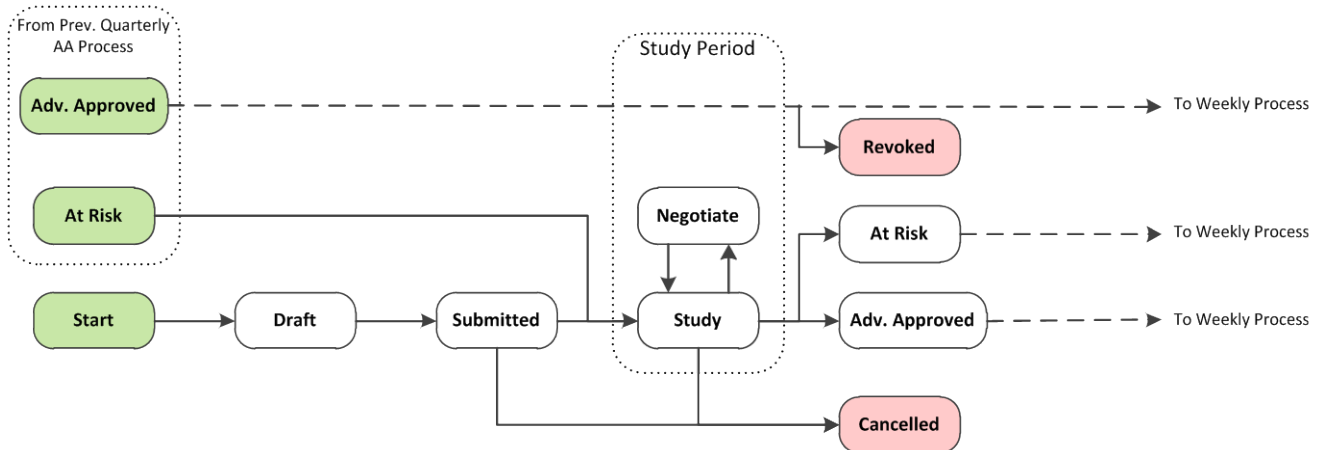 From Prev. Quarterly
AA Process
Study Period
Adv. Approved
To Weekly Process
Revoked
At Risk
Negotiate
At Risk
To Weekly Process
Start
Draft
Submitted
Study
Adv. Approved
To Weekly Process
Cancelled